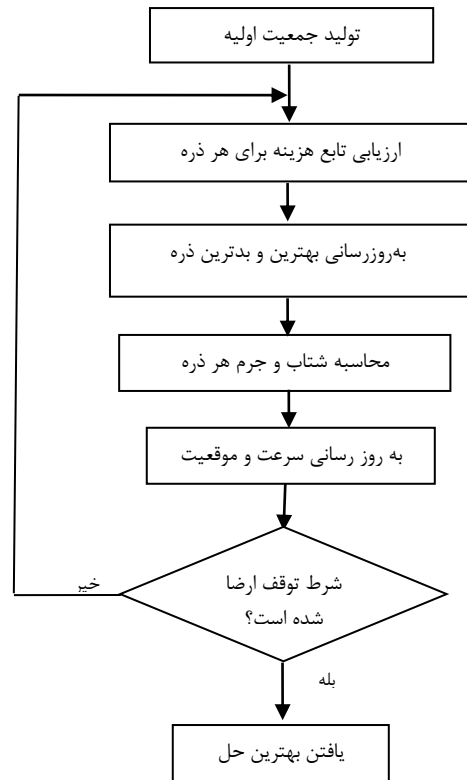 تولید جمعیت اولیه
ارزیابی تابع هزینه برای هر ذره
به‌روزرسانی بهترین و بدترین ذره
محاسبه شتاب و جرم هر ذره
به روز رسانی سرعت و موقعیت
شرط توقف ارضا
شده است؟
خیر
بله
یافتن بهترین حل